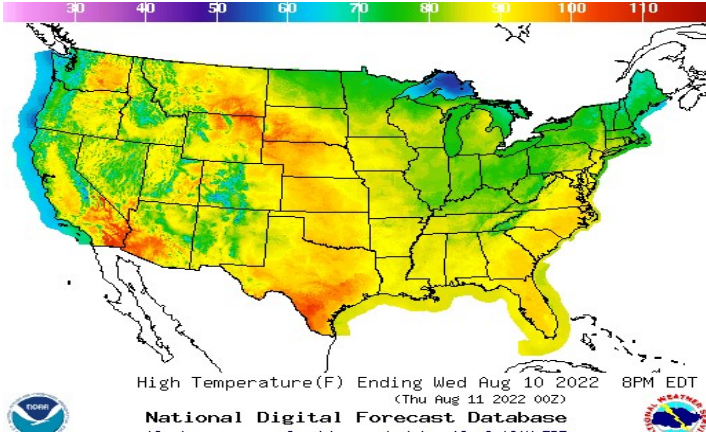 30 40 50 60 70 80 90 100 110
High Temperature(F) Ending Wed Aug 10 2022 8PM EDT
(Thu Aug 11 2022 00Z)
National Digital Forecast Database
NOAA